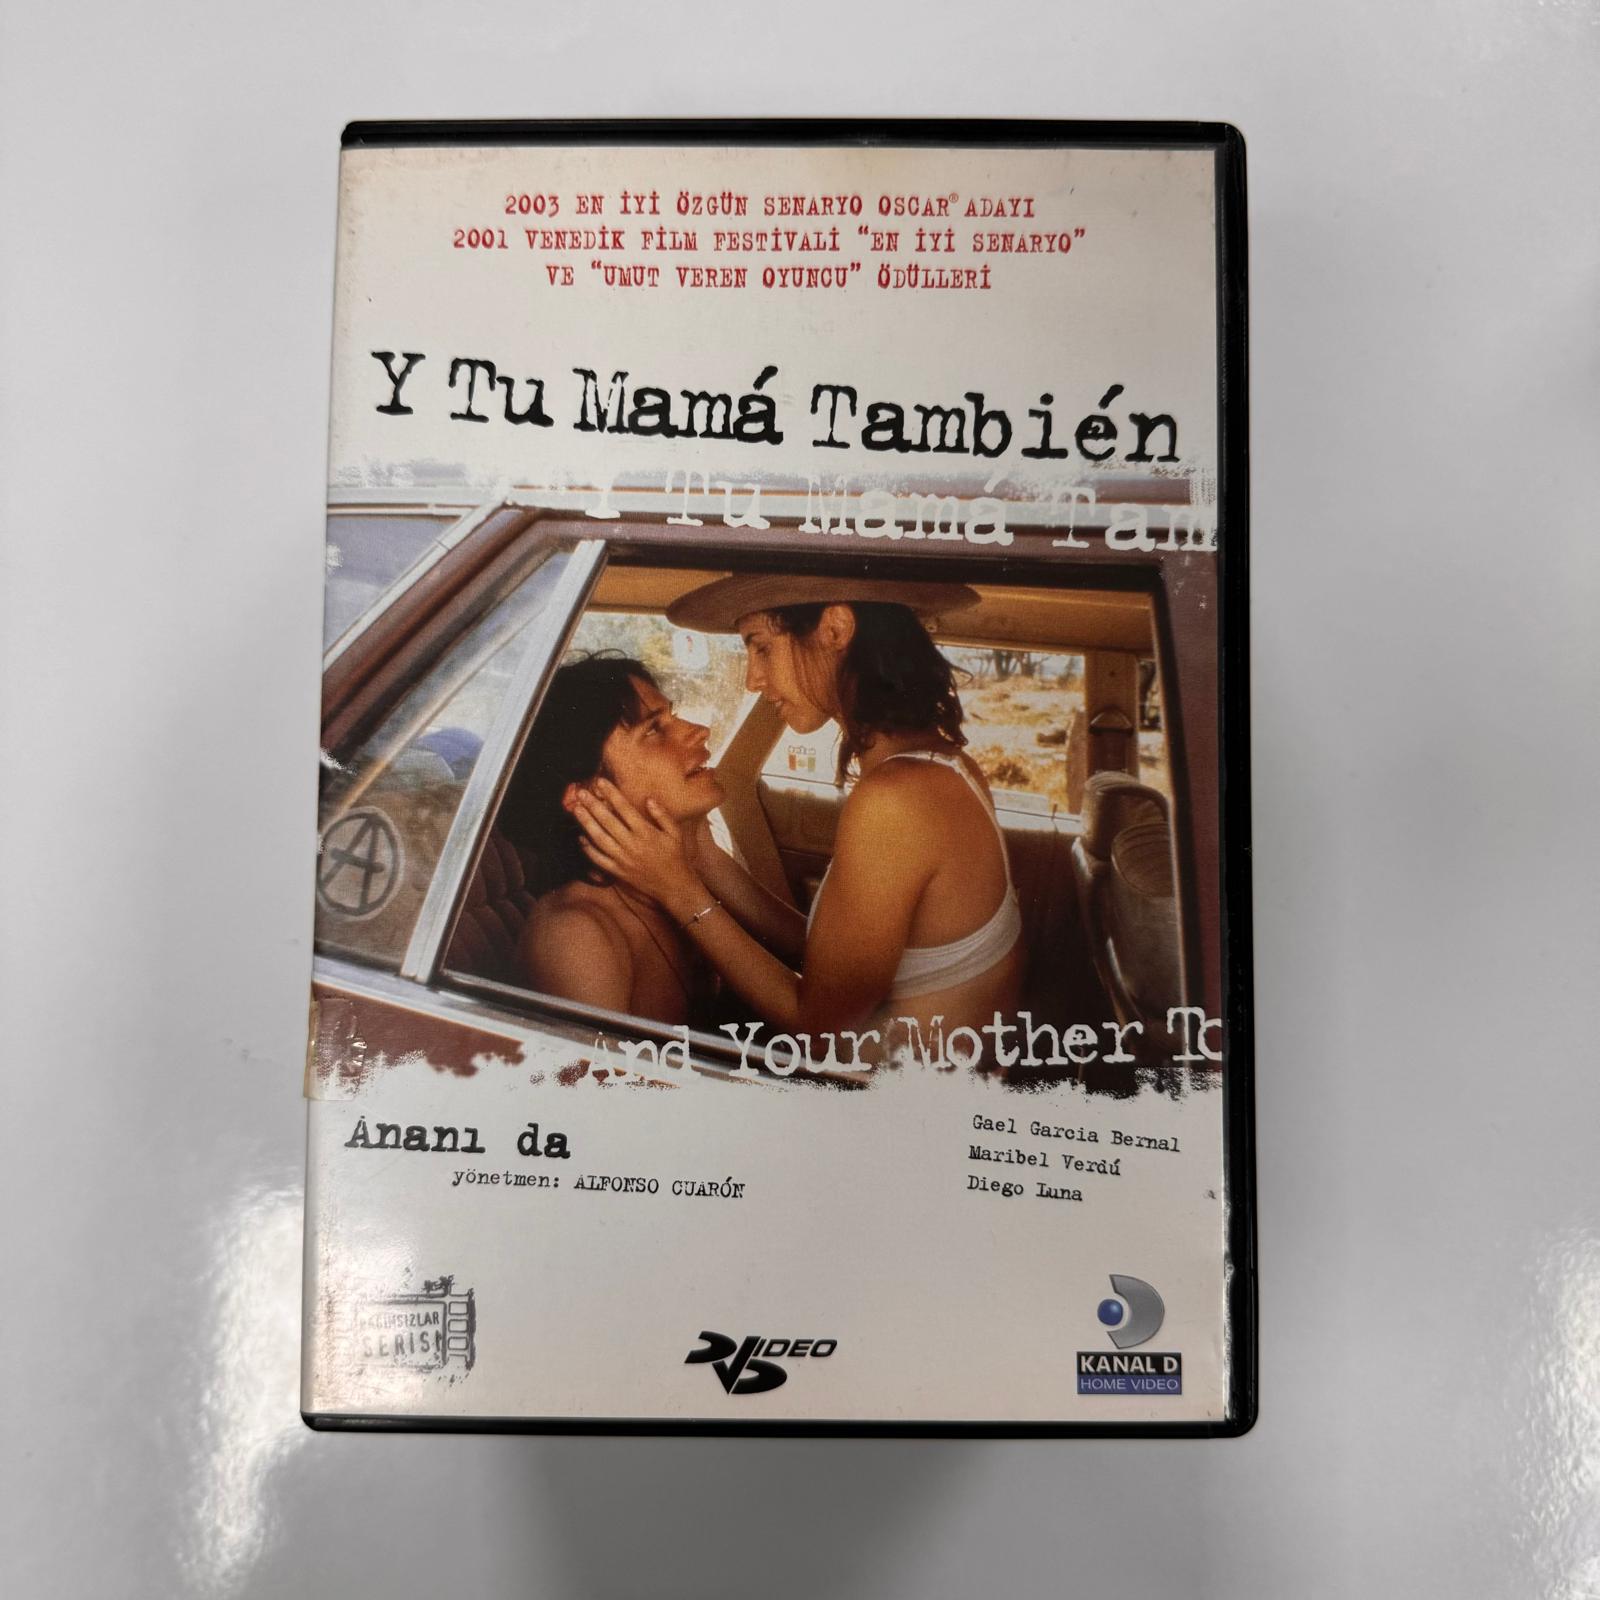 2003 EN İYİ ÖZGÜN SENARYO OSCAR® ADAYI
2001 VENEDİK FİLM FESTİVALİ “EN İYİ SENARYO”
VE “UMUT VEREN OYUNCU” ÖDÜLLERİ
Y Tu Mamá También
Y Tu Mamá Tam
A
And Your Mother To
Ananı da
yönetmen: ALFONSO CUARÓN
Gael Garcia Bernal
Maribel Verdú
Diego Luna
BAĞIMSIZLAR
SERİSİ
DVD VIDEO
KANAL D
HOME VIDEO